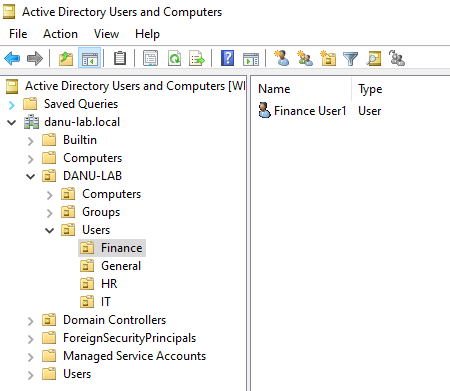 Active Directory Users and Computers
File Action View Help
Active Directory Users and Computers [WI
Saved Queries
danu-lab.local
Builtin
Computers
DANU-LAB
Computers
Groups
Users
Finance
General
HR
IT
Domain Controllers
ForeignSecurityPrincipals
Managed Service Accounts
Users
Name Type
Finance User1 User